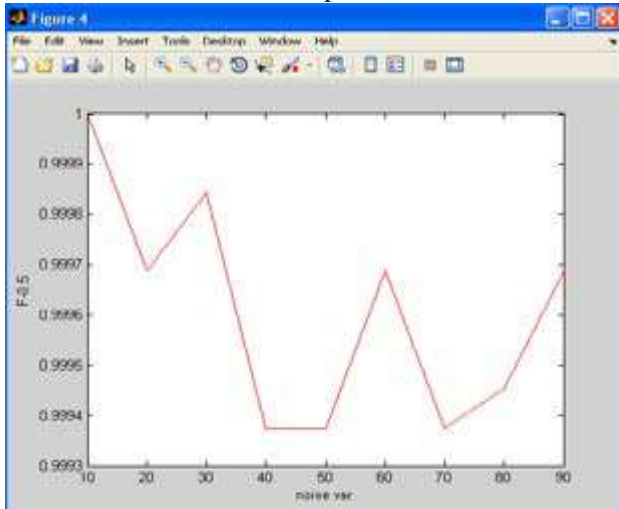 Figure 4
File Edit View Insert Tools Desktop Window Help
1
0.9999
0.9998
0.9997
0.9996
0.9995
0.9994
0.9993
F-0.5
10 20 30 40 50 60 70 80 90
noise var